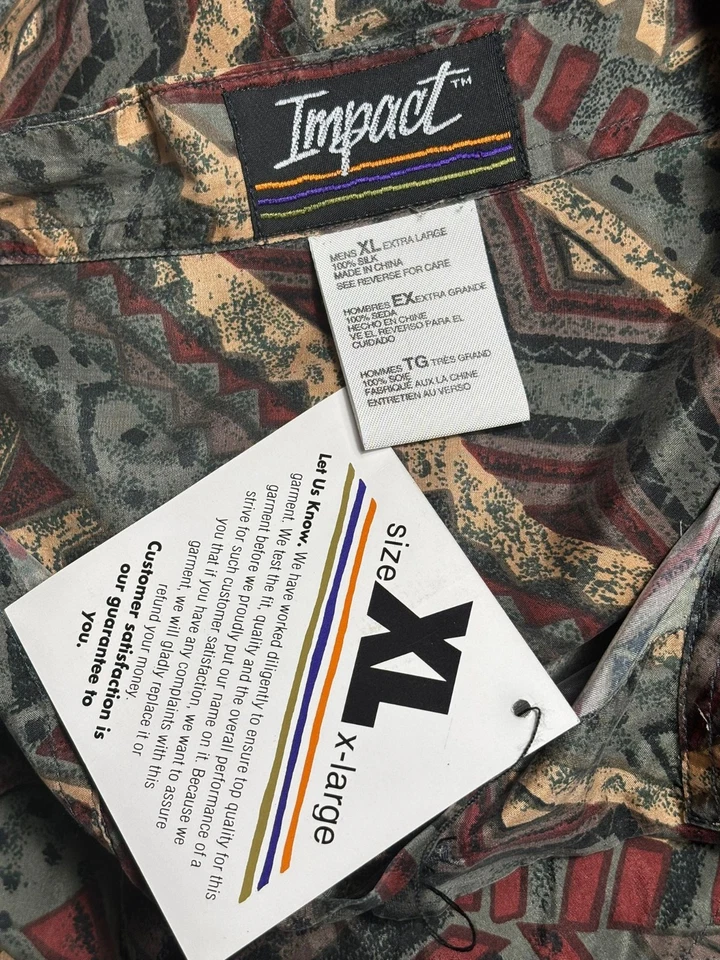 Impact™
MENS XL EXTRA LARGE
100% SILK
MADE IN CHINA
SEE REVERSE FOR CARE
HOMBRES EX EXTRA GRANDE
100% SEDA
HECHO EN CHINE
VE EL REVERSO PARA EL
CUIDADO
HOMMES TG TRÈS GRAND
100% SOIE
FABRIQUÉ AUX LA CHINE
ENTRETIEN AU VERSO
size XL x-large
Let Us Know. We have worked diligently to ensure top quality for this
garment. We test the fit, quality and the overall performance of a
garment before we proudly put our name on it. Because we
strive for such customer satisfaction, we want to assure
you that if you have any complaints with this
garment, we will gladly replace it or
refund your money.
Customer satisfaction is
our guarantee to
you.